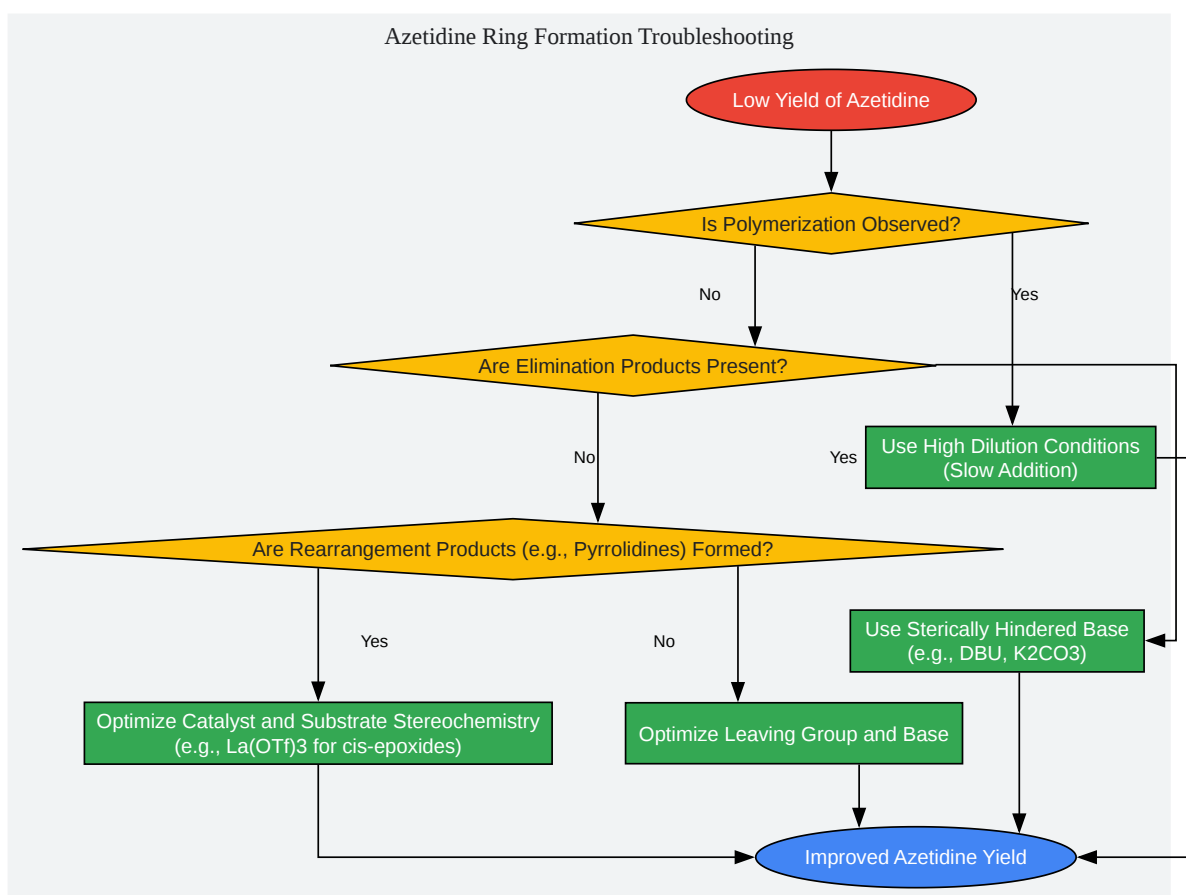 Azetidine Ring Formation Troubleshooting
Low Yield of Azetidine
Is Polymerization Observed?
No
Yes
Are Elimination Products Present?
Use High Dilution Conditions
(Slow Addition)
No
Yes
Are Rearrangement Products (e.g., Pyrrolidines) Formed?
Yes
No
Use Sterically Hindered Base
(e.g., DBU, K2CO3)
Optimize Catalyst and Substrate Stereochemistry
(e.g., La(OTf)3 for cis-epoxides)
Optimize Leaving Group and Base
Improved Azetidine Yield